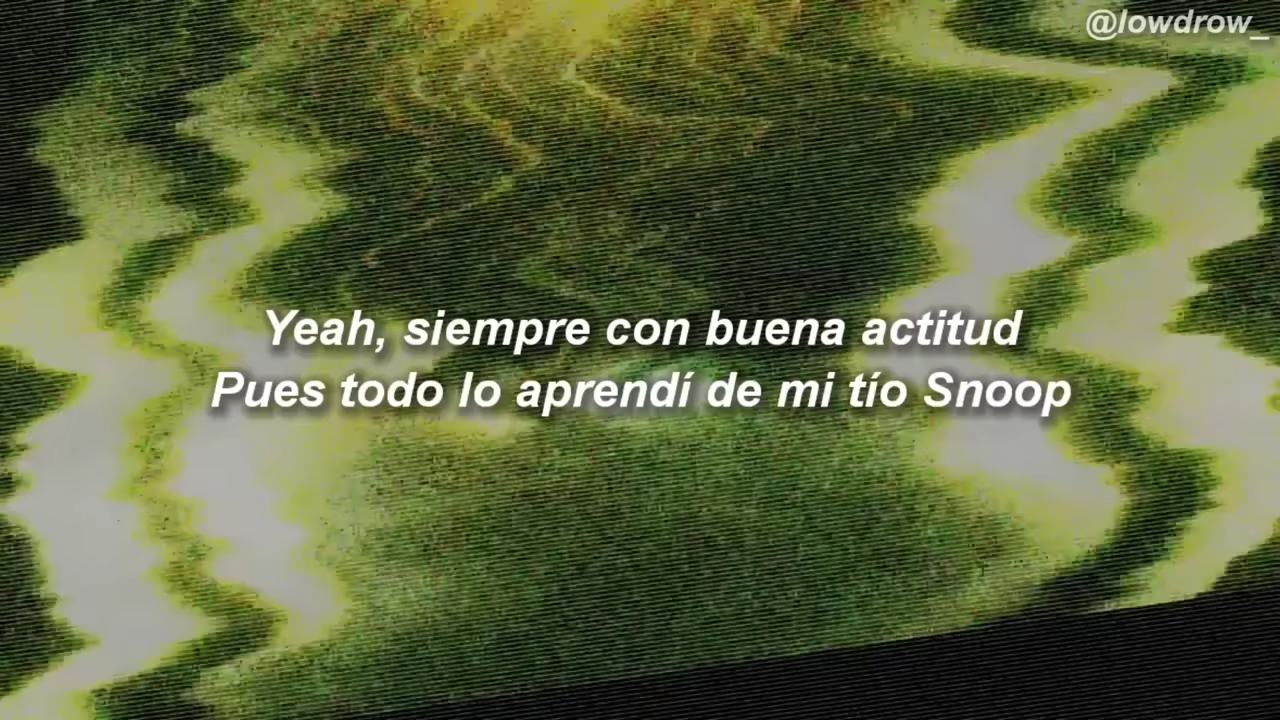 @lowdrow_
Yeah, siempre con buena actitud
Pues todo lo aprendí de mi tío Snoop